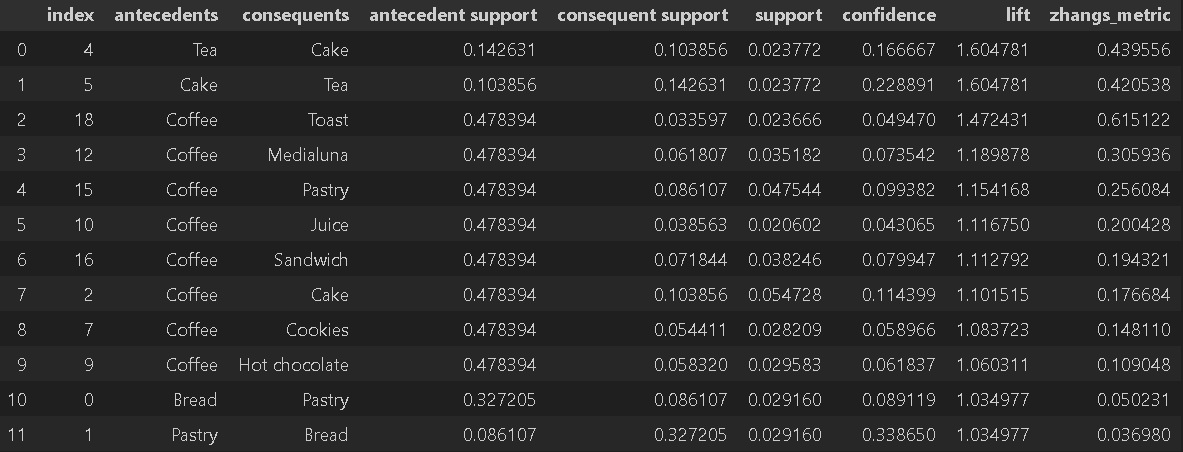 index antecedents consequents antecedent support consequent support support confidence lift zhangs_metric
0 4 Tea Cake 0.142631 0.103856 0.023772 0.166667 1.604781 0.439556
1 5 Cake Tea 0.103856 0.142631 0.023772 0.228891 1.604781 0.420538
2 18 Coffee Toast 0.478394 0.033597 0.023666 0.049470 1.472431 0.615122
3 12 Coffee Medialuna 0.478394 0.061807 0.035182 0.073542 1.189878 0.305936
4 15 Coffee Pastry 0.478394 0.086107 0.047544 0.099382 1.154168 0.256084
5 10 Coffee Juice 0.478394 0.038563 0.020602 0.043065 1.116750 0.200428
6 16 Coffee Sandwich 0.478394 0.071844 0.038246 0.079947 1.112792 0.194321
7 2 Coffee Cake 0.478394 0.103856 0.054728 0.114399 1.101515 0.176684
8 7 Coffee Cookies 0.478394 0.054411 0.028209 0.058966 1.083723 0.148110
9 9 Coffee Hot chocolate 0.478394 0.058320 0.029583 0.061837 1.060311 0.109048
10 0 Bread Pastry 0.327205 0.086107 0.029160 0.089119 1.034977 0.050231
11 1 Pastry Bread 0.086107 0.327205 0.029160 0.338650 1.034977 0.036980